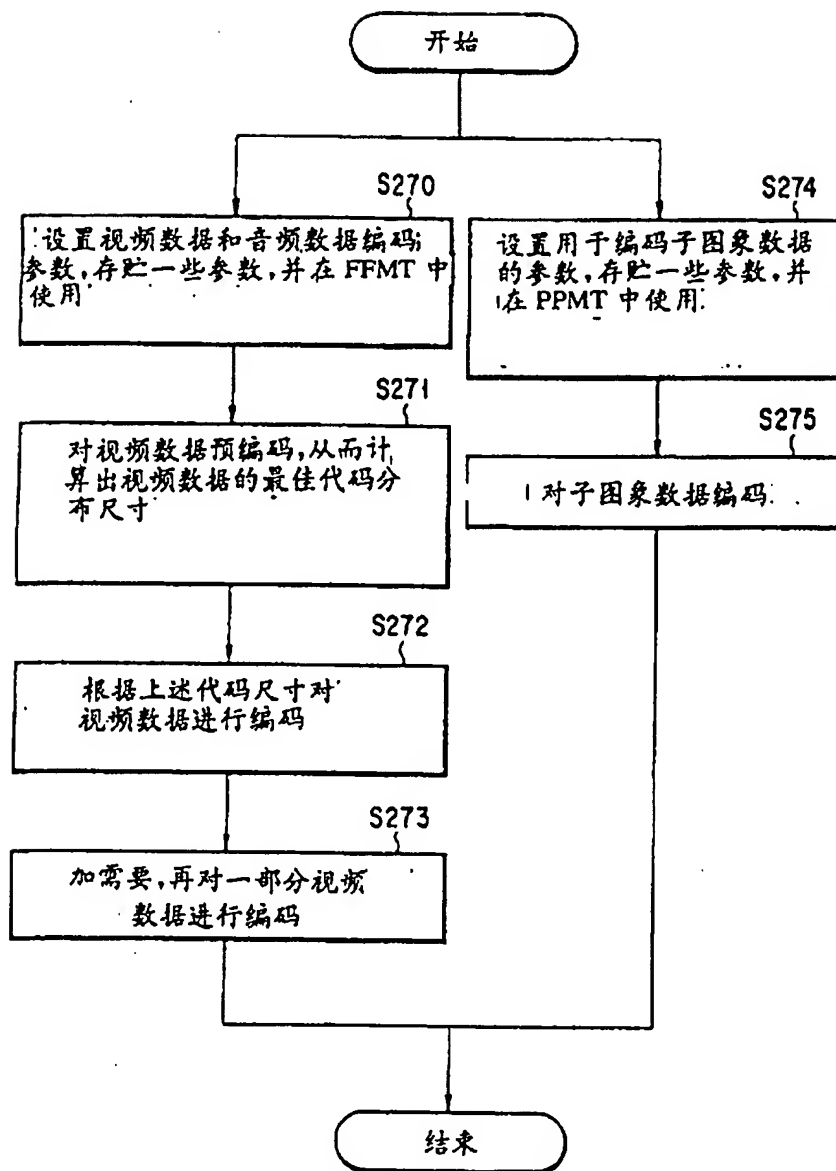 开始
S270
设置视频数据和音频数据编码
参数,存贮一些参数,并在 FFMT 中
使用
S271
对视频数据预编码,从而计
算出视频数据的最佳代码分
布尺寸
S272
根据上述代码尺寸对
视频数据进行编码
S273
加需要,再对一部分视频
数据进行编码
S274
设置用于编码子图象数据
的参数,存贮一些参数,并
在 PPMT 中使用
S275
对子图象数据编码
结束